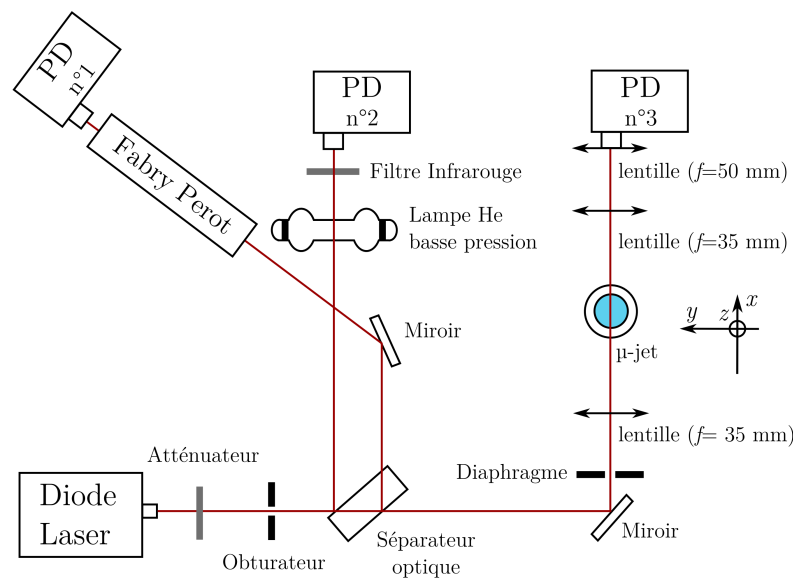 PD
n°1
Fabry Perot
PD
n°2
Filtre Infrarouge
Lampe He
basse pression
Miroir
PD
n°3
lentille (f=50 mm)
lentille (f=35 mm)
µ-jet
y
z
x
lentille (f= 35 mm)
Diaphragme
Miroir
Atténuateur
Diode
Laser
Obturateur
Séparateur
optique